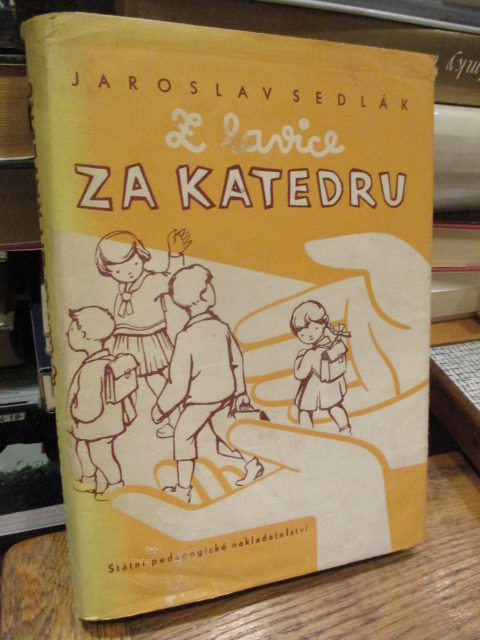 JAROSLAV SEDLÁK
Z lavice
ZA KATEDRU
Státní pedagogické nakladatelství